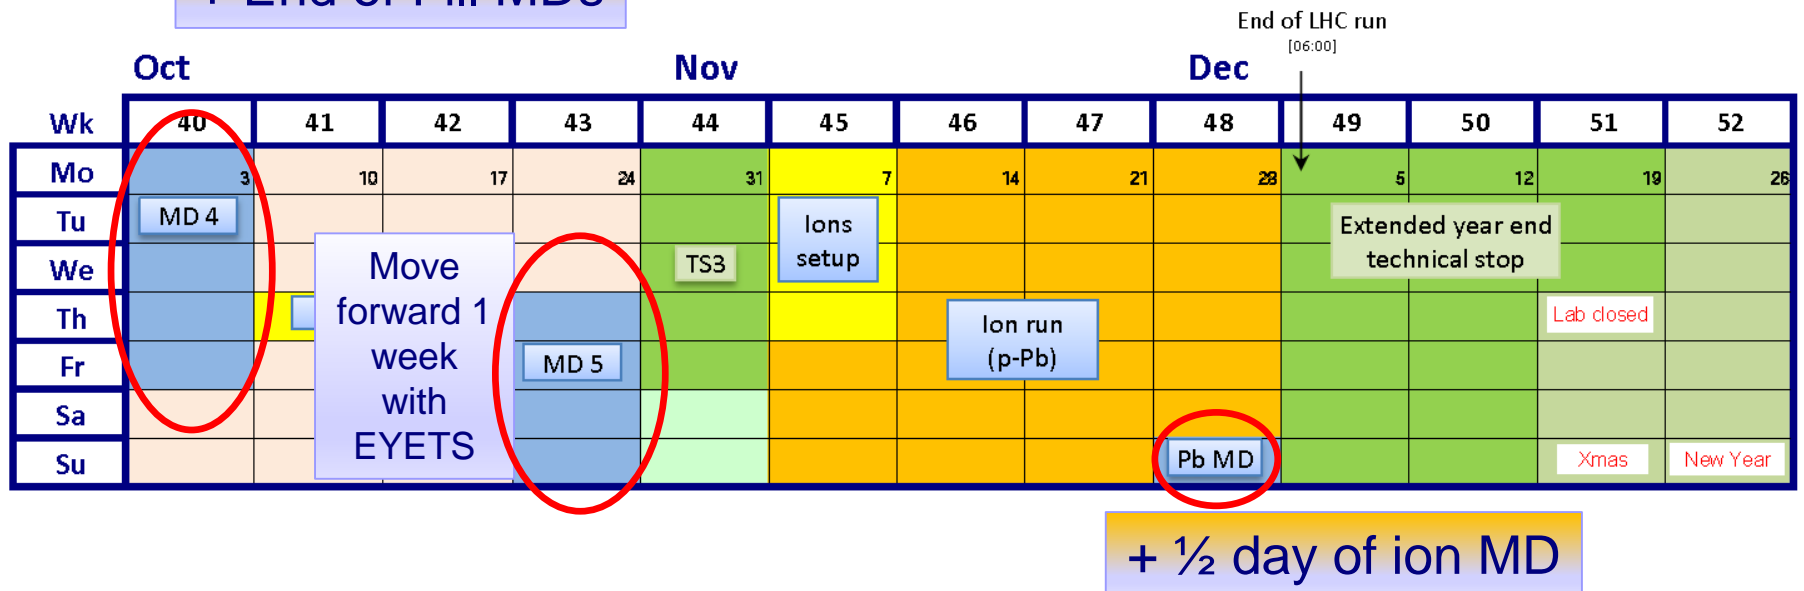 + End of Fill MDs
End of LHC run
[06:00]
Oct Nov Dec
Wk 40 41 42 43 44 45 46 47 48 49 50 51 52
Mo 3 10 17 24 31 7 14 21 28 5 12 19 26
Tu MD 4 Ions Extended year end
We Move TS3 setup technical stop
Th forward 1 Ion run Lab closed
Fr week MD 5 (p-Pb)
Sa with
Su EYETS Pb MD Xmas New Year
+ ½ day of ion MD